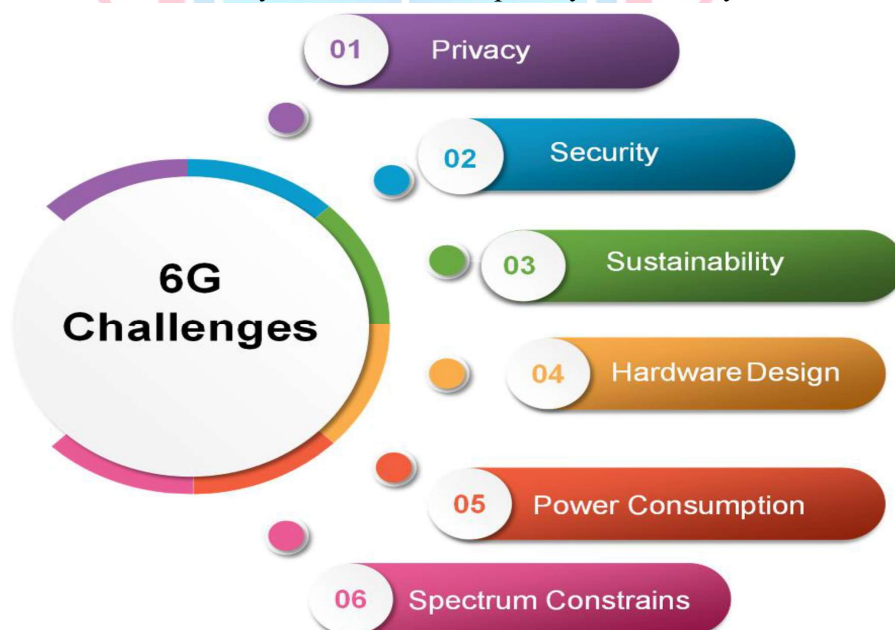 01 Privacy
02 Security
03 Sustainability
6G
Challenges
04 Hardware Design
05 Power Consumption
06 Spectrum Constrains